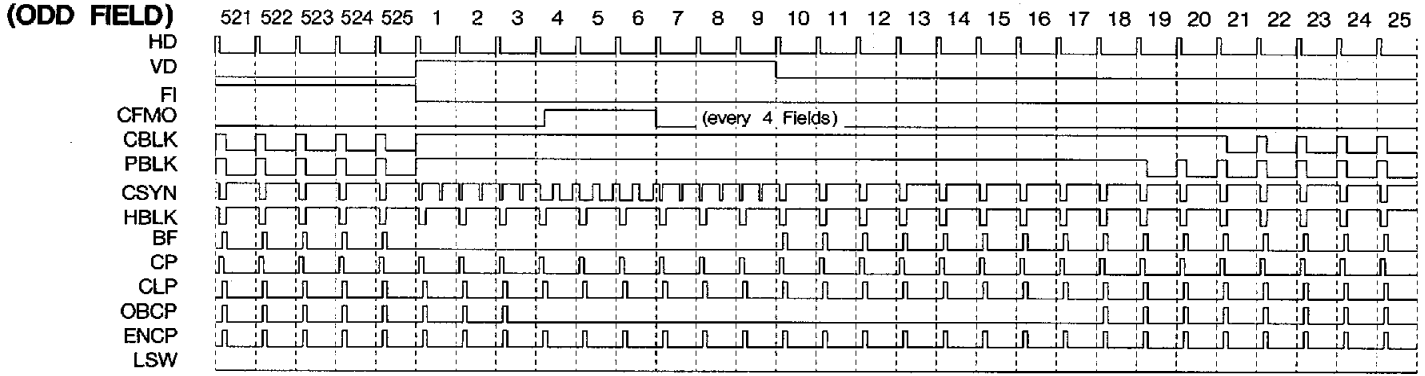 (ODD FIELD) 521 522 523 524 525 1 2 3 4 5 6 7 8 9 10 11 12 13 14 15 16 17 18 19 20 21 22 23 24 25
HD
VD
FI
CFMO (every 4 Fields)
CBLK
PBLK
CSYN
HBLK
BF
CP
CLP
OBCP
ENCP
LSW